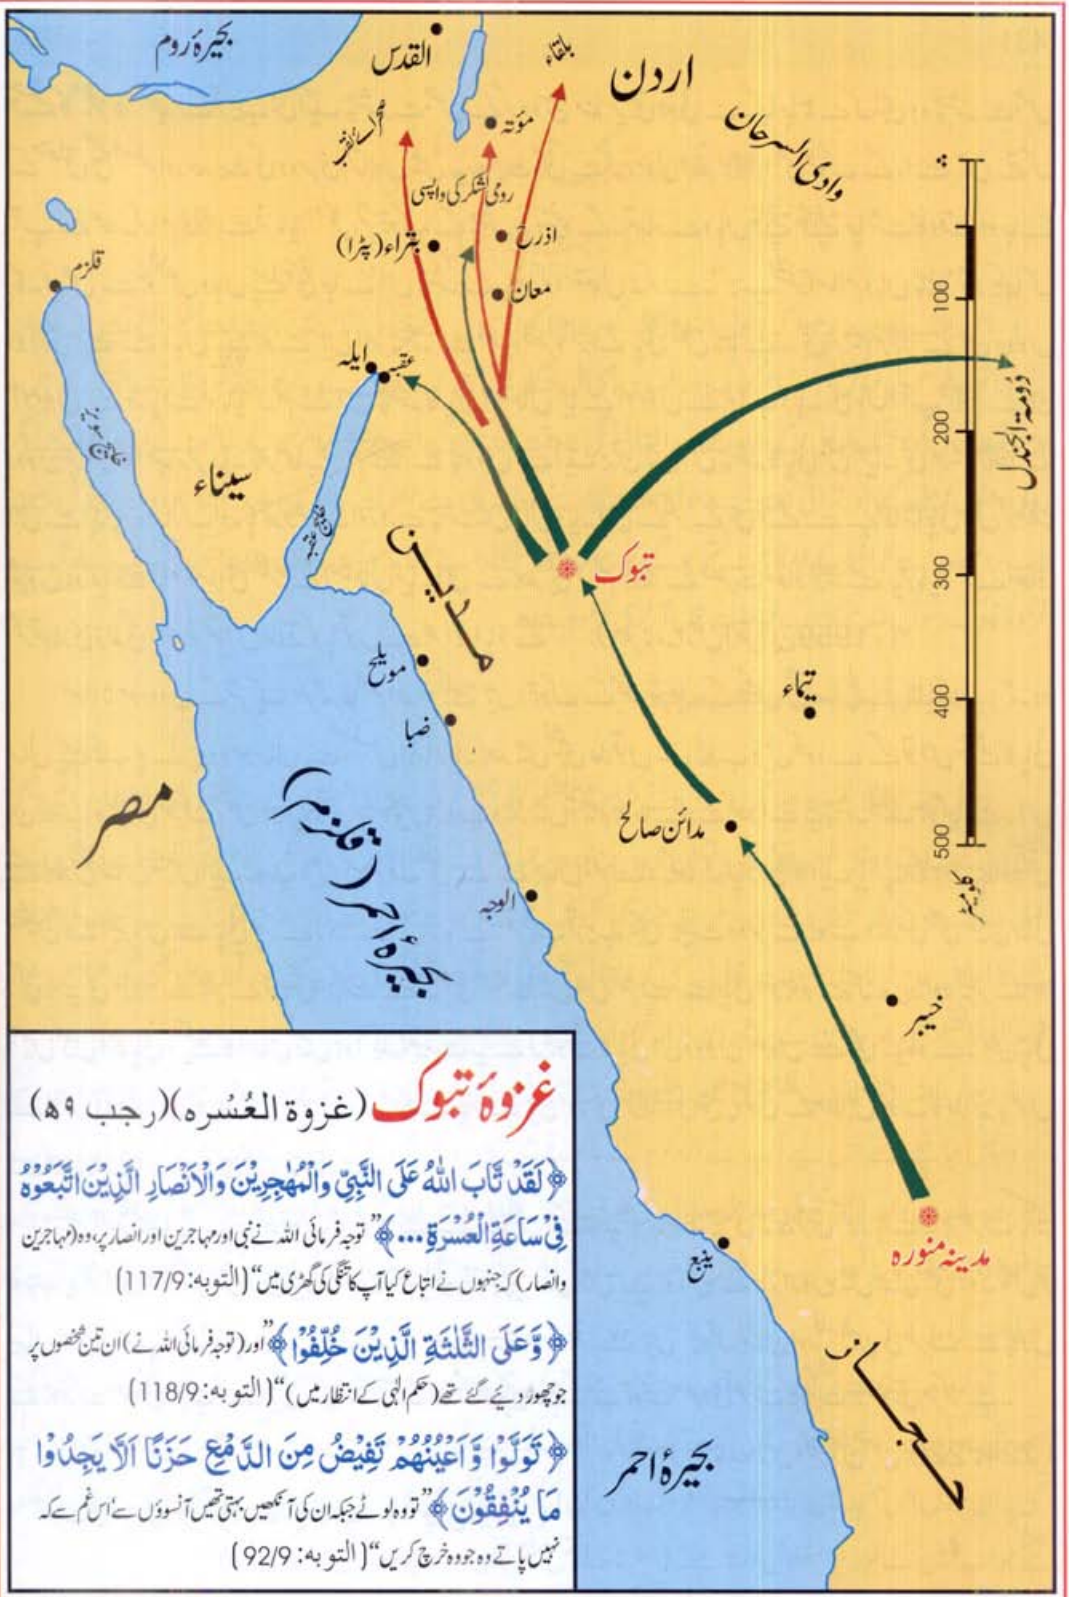 بحیرۂ روم
القدس
بلقاء
اردن
وادی السرحان
مؤتہ
رومی لشکر کی واپسی
بتراء (پٹرا)
اذرح
معان
قلزم
ایلہ
عقبہ
100
200
300
400
500
کلومیٹر
دومۃ الجندل
سیناء
خلیج عقبہ
مدین
تبوک
مویلح
ضبا
تیماء
مصر
بحیرۂ احمر (قلزم)
مدائن صالح
الوجہ
خیبر
مدینہ منورہ
ینبع
حجاز
بحیرۂ احمر
غزوۂ تبوک (غزوة العُسْره) (رجب ۹ھ)
﴿لَقَدْ تَّابَ اللّٰهُ عَلَى النَّبِيِّ وَالْمُهٰجِرِيْنَ وَالْاَنْصَارِ الَّذِيْنَ اتَّبَعُوْهُ
فِيْ سَاعَةِ الْعُسْرَةِ ...﴾ ”توجہ فرمائی اللہ نے نبی اور مہاجرین اور انصار پر، وہ (مہاجرین
وانصار) کہ جنہوں نے اتباع کیا آپ کا تنگی کی گھڑی میں“ (التوبہ: 117/9)
﴿وَّعَلَى الثَّلٰثَةِ الَّذِيْنَ خُلِّفُوْا﴾ ”اور (توجہ فرمائی اللہ نے) ان تین شخصوں پر
جو چھوڑ دیئے گئے تھے (حکم الٰہی کے انتظار میں)“ (التوبہ: 118/9)
﴿تَوَلَّوْا وَّاَعْيُنُهُمْ تَفِيْضُ مِنَ الدَّمْعِ حَزَنًا اَلَّا يَجِدُوْا
مَا يُنْفِقُوْنَ﴾ ”تو وہ لوٹے جبکہ ان کی آنکھیں بہتی تھیں آنسوؤں سے اس غم سے کہ
نہیں پاتے وہ جو وہ خرچ کریں“ (التوبہ: 92/9)